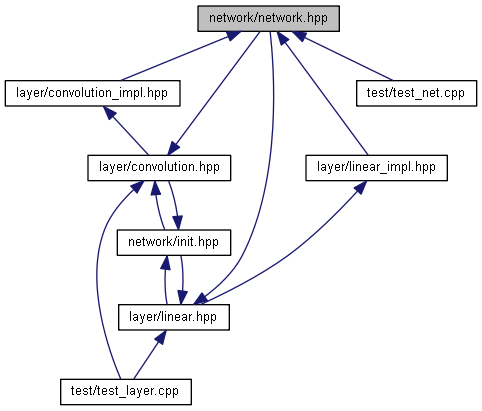 network/network.hpp
layer/convolution_impl.hpp
test/test_net.cpp
layer/convolution.hpp
layer/linear_impl.hpp
network/init.hpp
layer/linear.hpp
test/test_layer.cpp